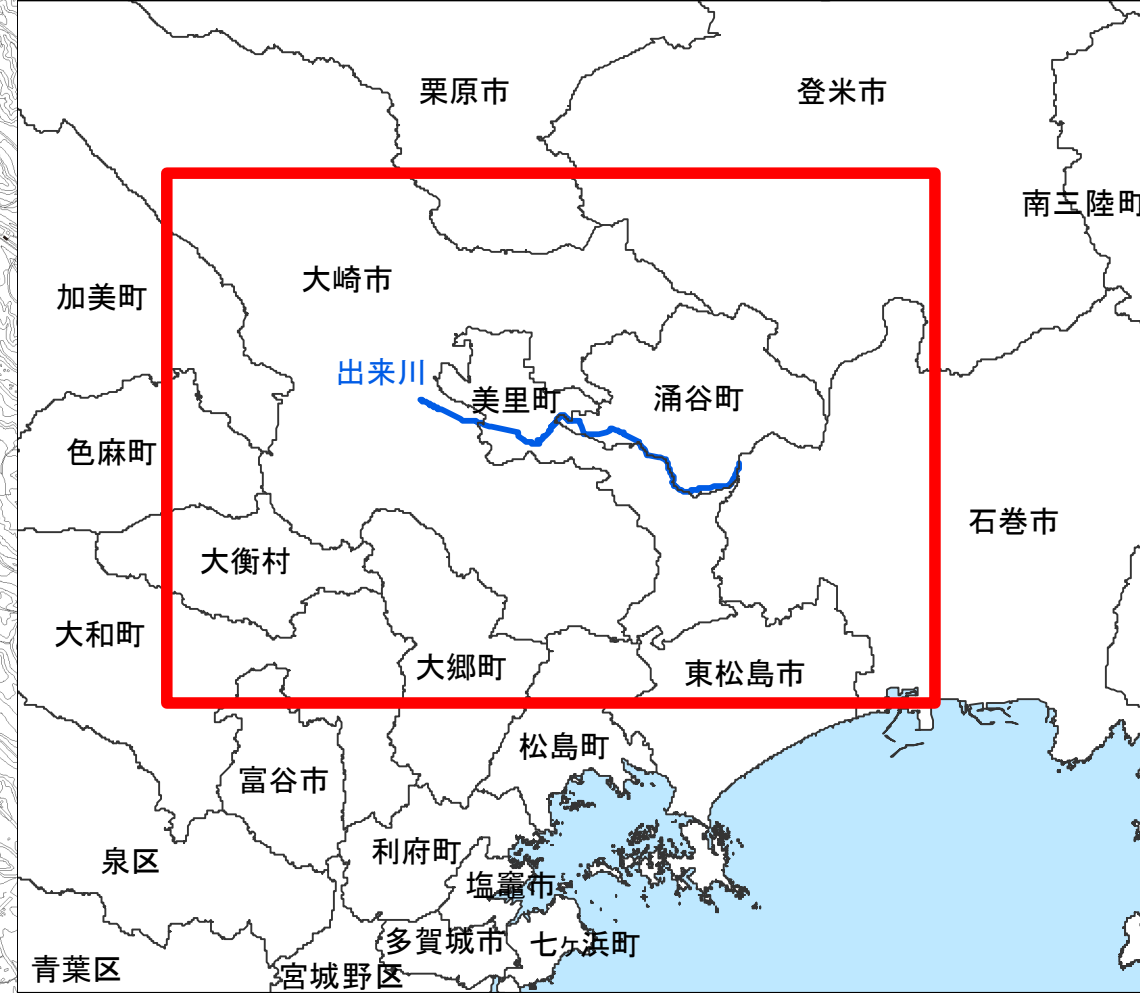 栗原市
登米市
南三陸町
大崎市
加美町
出来川
美里町
涌谷町
色麻町
石巻市
大衡村
大和町
大郷町
東松島市
松島町
富谷市
利府町
泉区
塩竈市
多賀城市
七ヶ浜町
青葉区
宮城野区